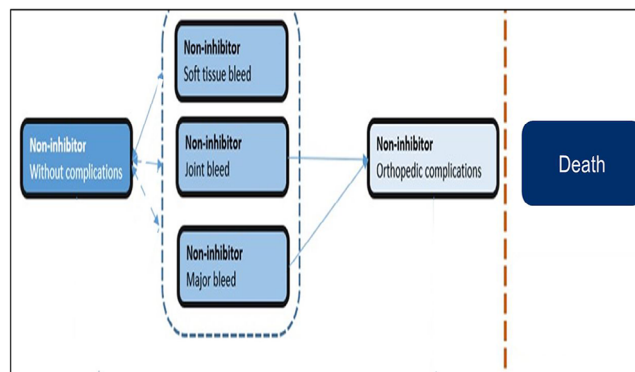 Non-inhibitor
Soft tissue bleed
Non-inhibitor
Without complications
Non-inhibitor
Joint bleed
Non-inhibitor
Orthopedic complications
Death
Non-inhibitor
Major bleed